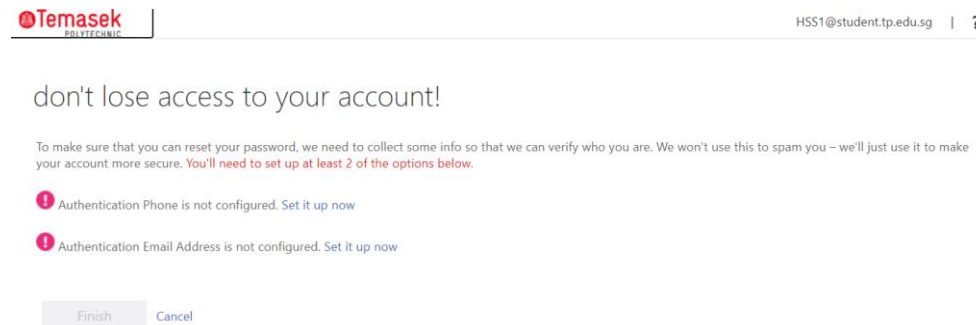 Temasek
POLYTECHNIC
HSS1@student.tp.edu.sg | ?
don't lose access to your account!
To make sure that you can reset your password, we need to collect some info so that we can verify who you are. We won't use this to spam you – we'll just use it to make
your account more secure. You'll need to set up at least 2 of the options below.
! Authentication Phone is not configured. Set it up now
! Authentication Email Address is not configured. Set it up now
Finish Cancel